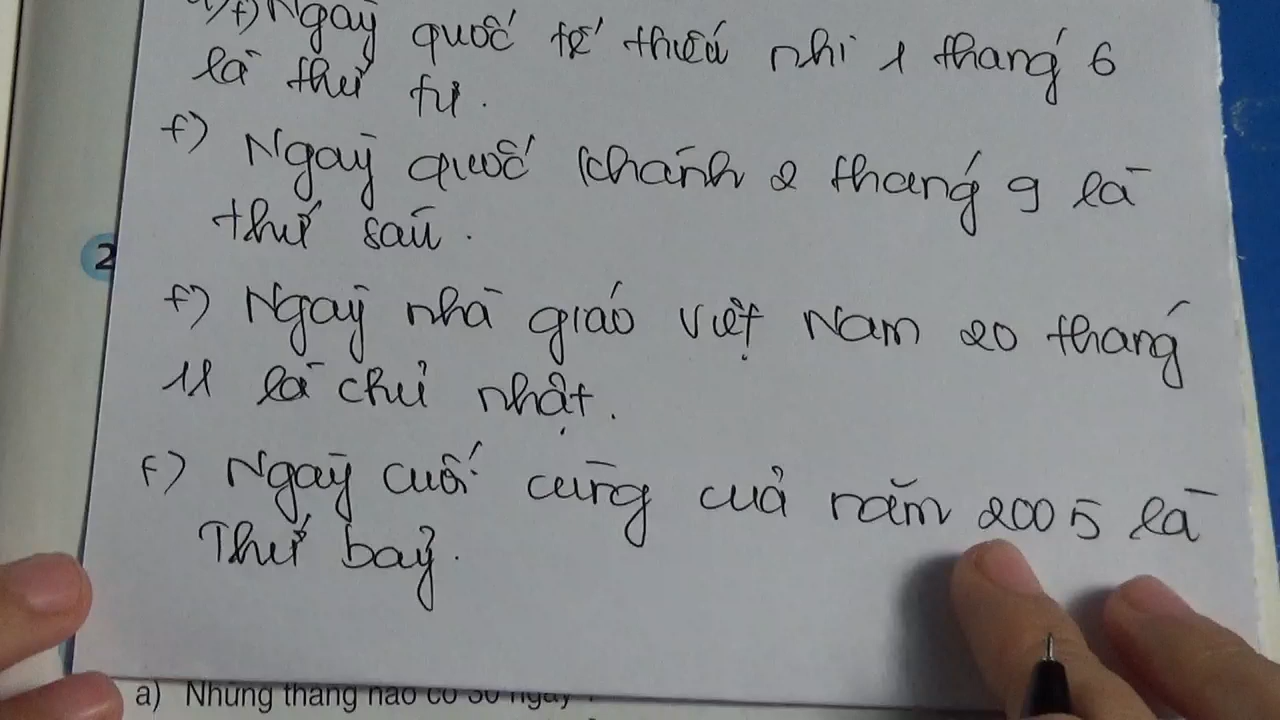 +) Ngày quốc tế thiếu nhi 1 tháng 6
là thứ tư.
+) Ngày quốc khánh 2 tháng 9 là
thứ sáu.
+) Ngày nhà giáo Việt Nam 20 tháng
11 là chủ nhật.
+) Ngày cuối cùng của năm 2005 là
Thứ bảy.
2
a) Những tháng nào có 30 ngày ?